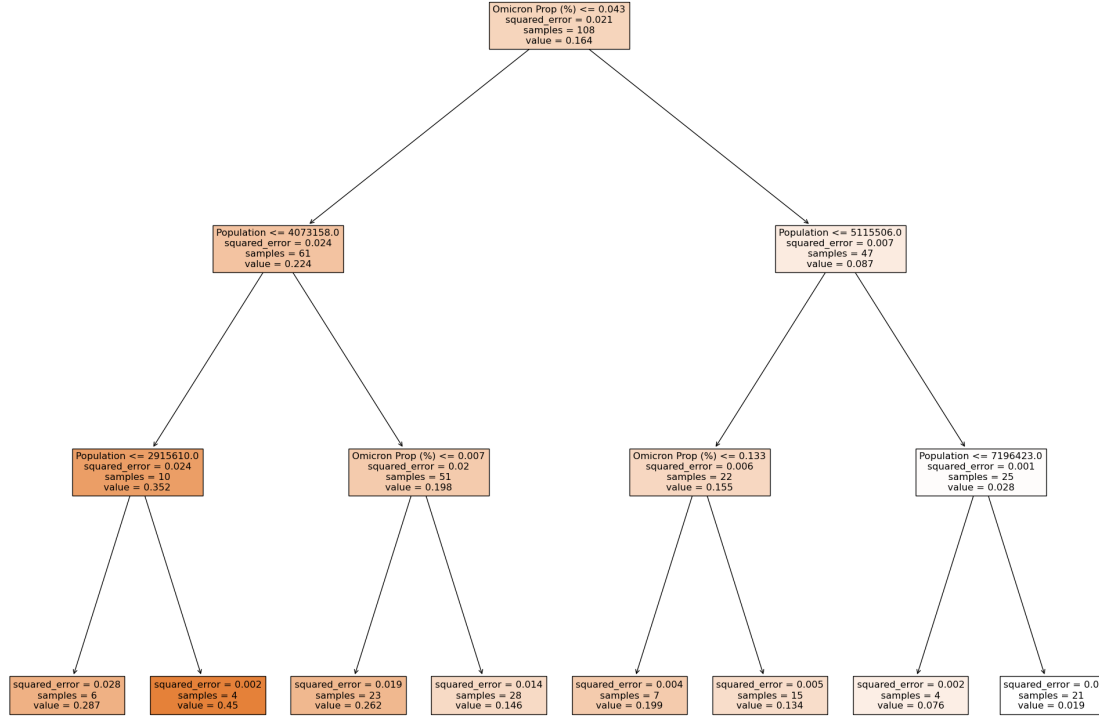 Omicron Prop (%) <= 0.043
squared_error = 0.021
samples = 108
value = 0.164
Population <= 4073158.0
squared_error = 0.024
samples = 61
value = 0.224
Population <= 5115506.0
squared_error = 0.007
samples = 47
value = 0.087
Population <= 2915610.0
squared_error = 0.024
samples = 10
value = 0.352
Omicron Prop (%) <= 0.007
squared_error = 0.02
samples = 51
value = 0.198
Omicron Prop (%) <= 0.133
squared_error = 0.006
samples = 22
value = 0.155
Population <= 7196423.0
squared_error = 0.001
samples = 25
value = 0.028
squared_error = 0.028
samples = 6
value = 0.287
squared_error = 0.002
samples = 4
value = 0.45
squared_error = 0.019
samples = 23
value = 0.262
squared_error = 0.014
samples = 28
value = 0.146
squared_error = 0.004
samples = 7
value = 0.199
squared_error = 0.005
samples = 15
value = 0.134
squared_error = 0.002
samples = 4
value = 0.076
squared_error = 0.0
samples = 21
value = 0.019